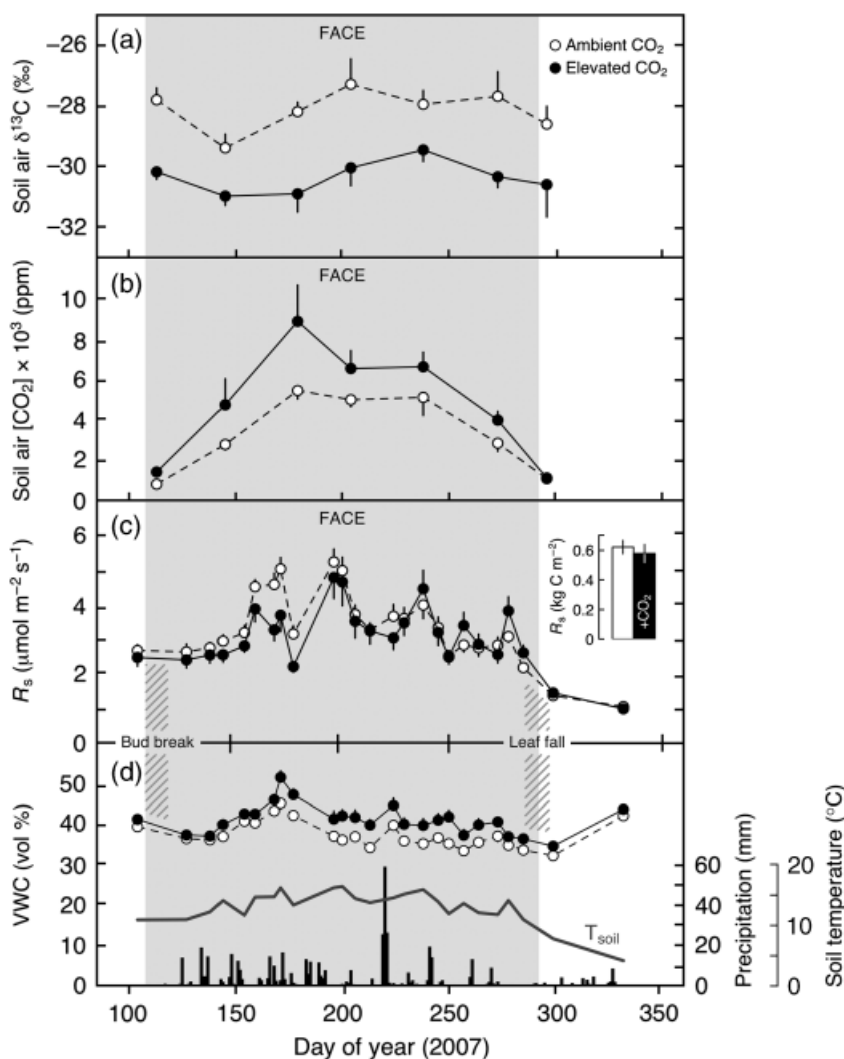 (a)
FACE
Ambient CO₂
Elevated CO₂
Soil air δ¹³C (‰)
−26
−28
−30
−32
(b)
FACE
Soil air [CO₂] × 10³ (ppm)
10
8
6
4
2
0
(c)
FACE
Rₛ (μmol m⁻² s⁻¹)
6
4
2
0
Rₛ (kg C m⁻²)
0.6
0.4
0.2
0
+CO₂
Bud break
Leaf fall
(d)
VWC (vol %)
50
40
30
20
10
0
T soil
60
40
20
0
Precipitation (mm)
20
10
0
Soil temperature (°C)
100 150 200 250 300 350
Day of year (2007)